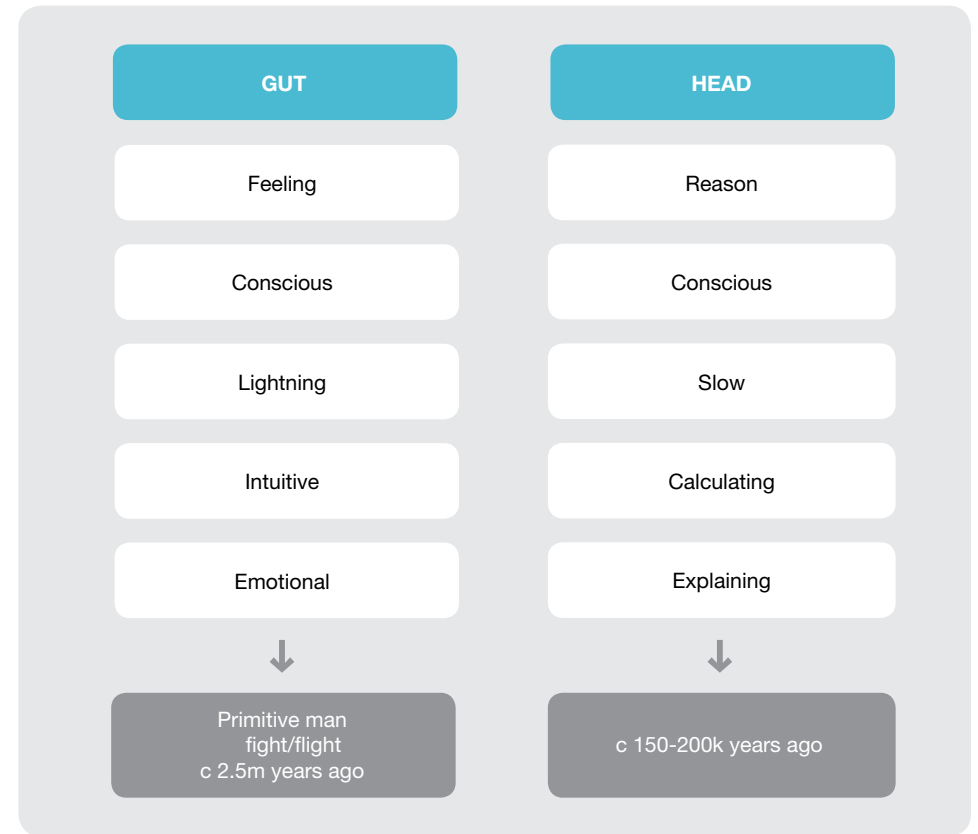 GUT
HEAD
Feeling
Reason
Conscious
Conscious
Lightning
Slow
Intuitive
Calculating
Emotional
Explaining
Primitive man
fight/flight
c 2.5m years ago
c 150-200k years ago